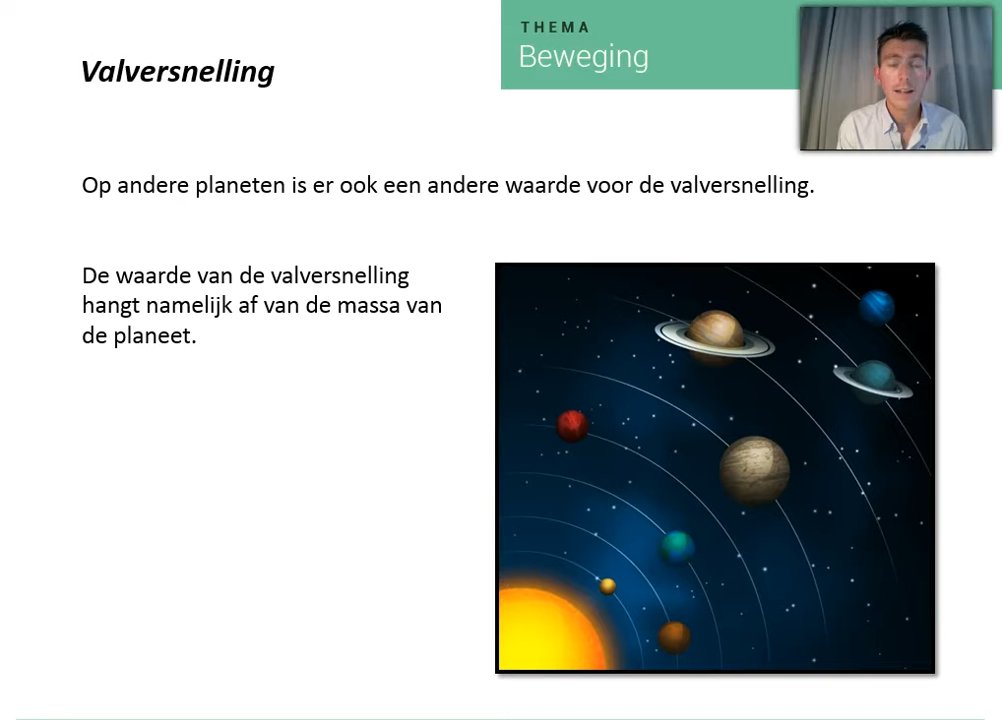 THEMA
Beweging
Valversnelling
Op andere planeten is er ook een andere waarde voor de valversnelling.
De waarde van de valversnelling
hangt namelijk af van de massa van
de planeet.